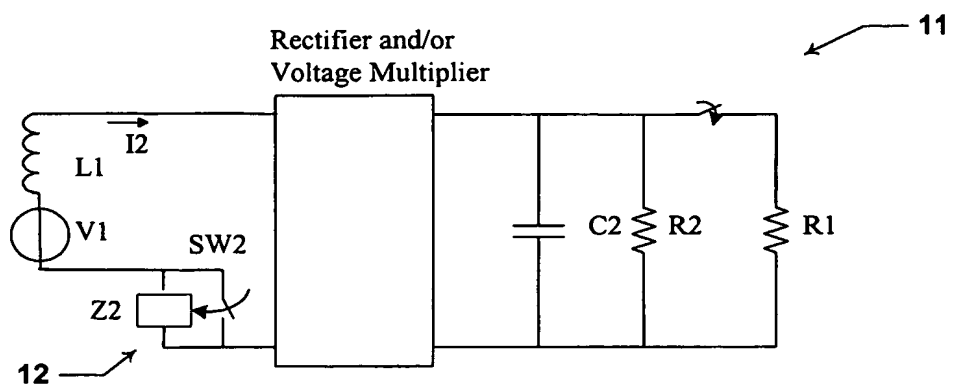 11
Rectifier and/or
Voltage Multiplier
I2
L1
V1
SW2
C2
R2
R1
Z2
12